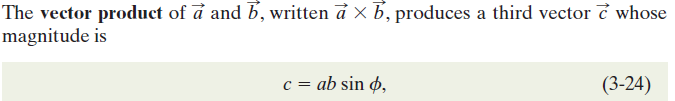 The vector product of a⃗ and b⃗, written a⃗ × b⃗, produces a third vector c⃗ whose
magnitude is
c = ab sin ϕ, (3-24)